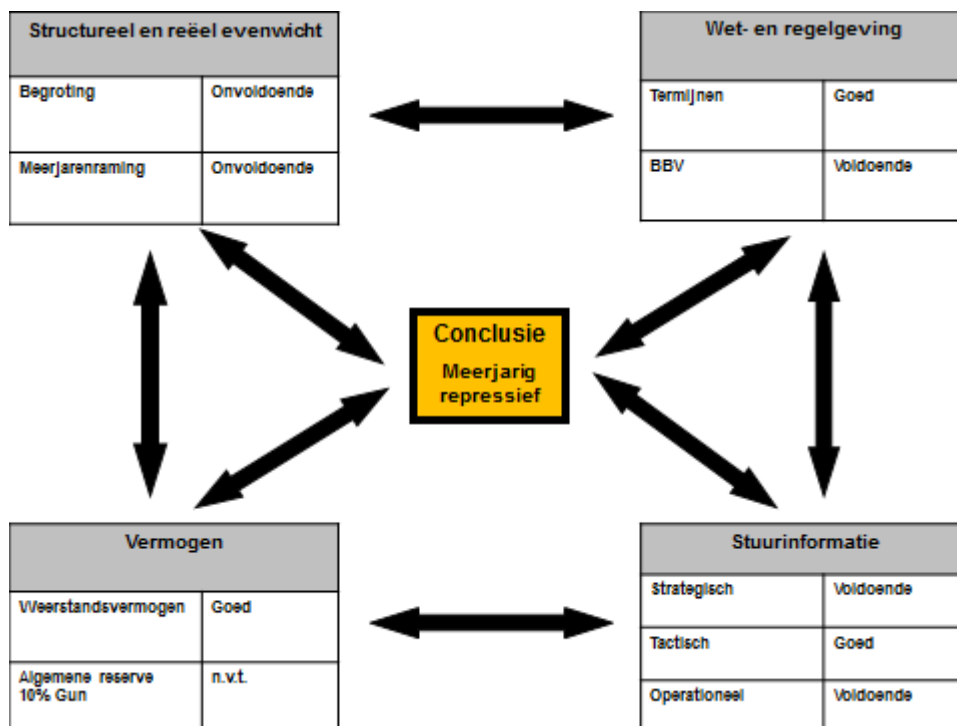 Structureel en reëel evenwicht
Begroting Onvoldoende
Meerjarenraming Onvoldoende
Wet- en regelgeving
Termijnen Goed
BBV Voldoende
Conclusie
Meerjarig
repressief
Vermogen
Weerstandsvermogen Goed
Algemene reserve n.v.t.
10% Gun
Stuurinformatie
Strategisch Voldoende
Tactisch Goed
Operationeel Voldoende